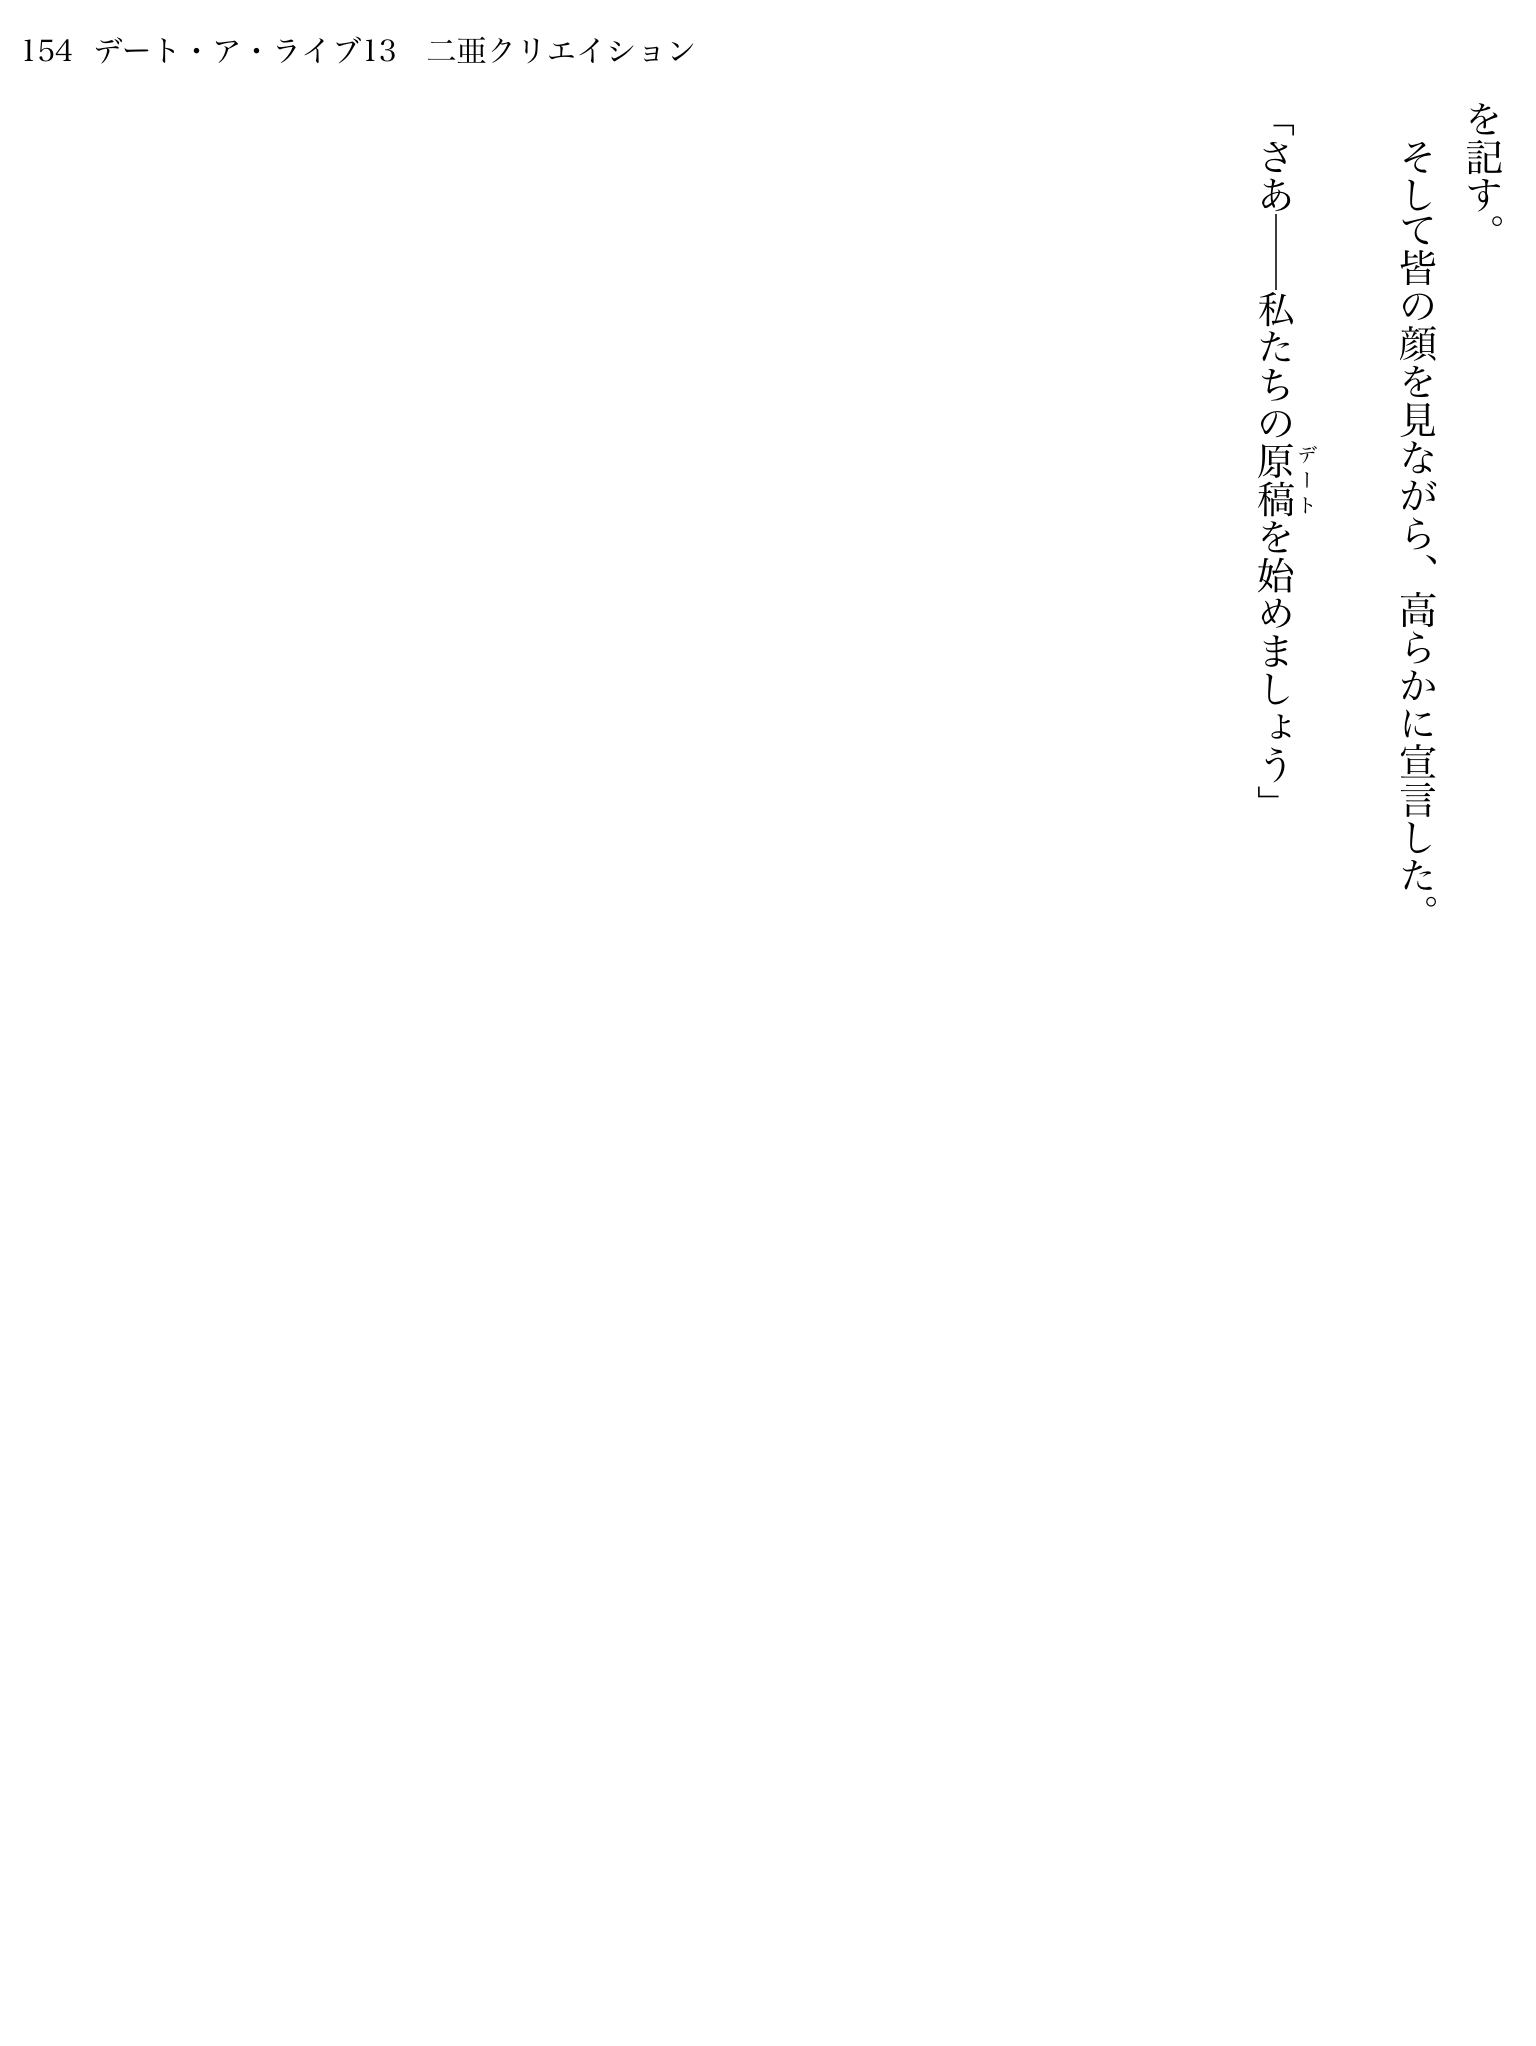 154 デート・ア・ライブ13　二亜クリエイション
を記す。
　そして皆の顔を見ながら、高らかに宣言した。
「さあ――私たちの原稿デートを始めましょう」